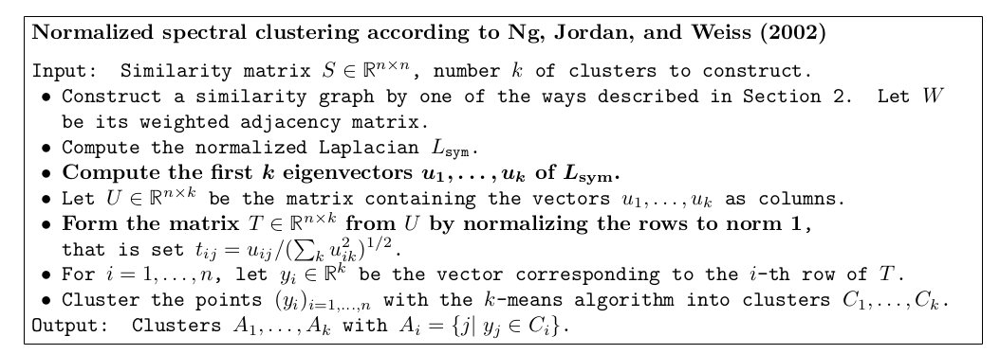 Normalized spectral clustering according to Ng, Jordan, and Weiss (2002)
Input: Similarity matrix $S \in \mathbb{R}^{n \times n}$, number $k$ of clusters to construct.
• Construct a similarity graph by one of the ways described in Section 2. Let $W$
be its weighted adjacency matrix.
• Compute the normalized Laplacian $L_{\text{sym}}$.
• Compute the first $k$ eigenvectors $u_1, \ldots, u_k$ of $L_{\text{sym}}$.
• Let $U \in \mathbb{R}^{n \times k}$ be the matrix containing the vectors $u_1, \ldots, u_k$ as columns.
• Form the matrix $T \in \mathbb{R}^{n \times k}$ from $U$ by normalizing the rows to norm 1,
that is set $t_{ij} = u_{ij} / (\sum_k u_{ik}^2)^{1/2}$.
• For $i = 1, \ldots, n$, let $y_i \in \mathbb{R}^k$ be the vector corresponding to the $i$-th row of $T$.
• Cluster the points $(y_i)_{i=1,\ldots,n}$ with the $k$-means algorithm into clusters $C_1, \ldots, C_k$.
Output: Clusters $A_1, \ldots, A_k$ with $A_i = \{j | \, y_j \in C_i\}$.